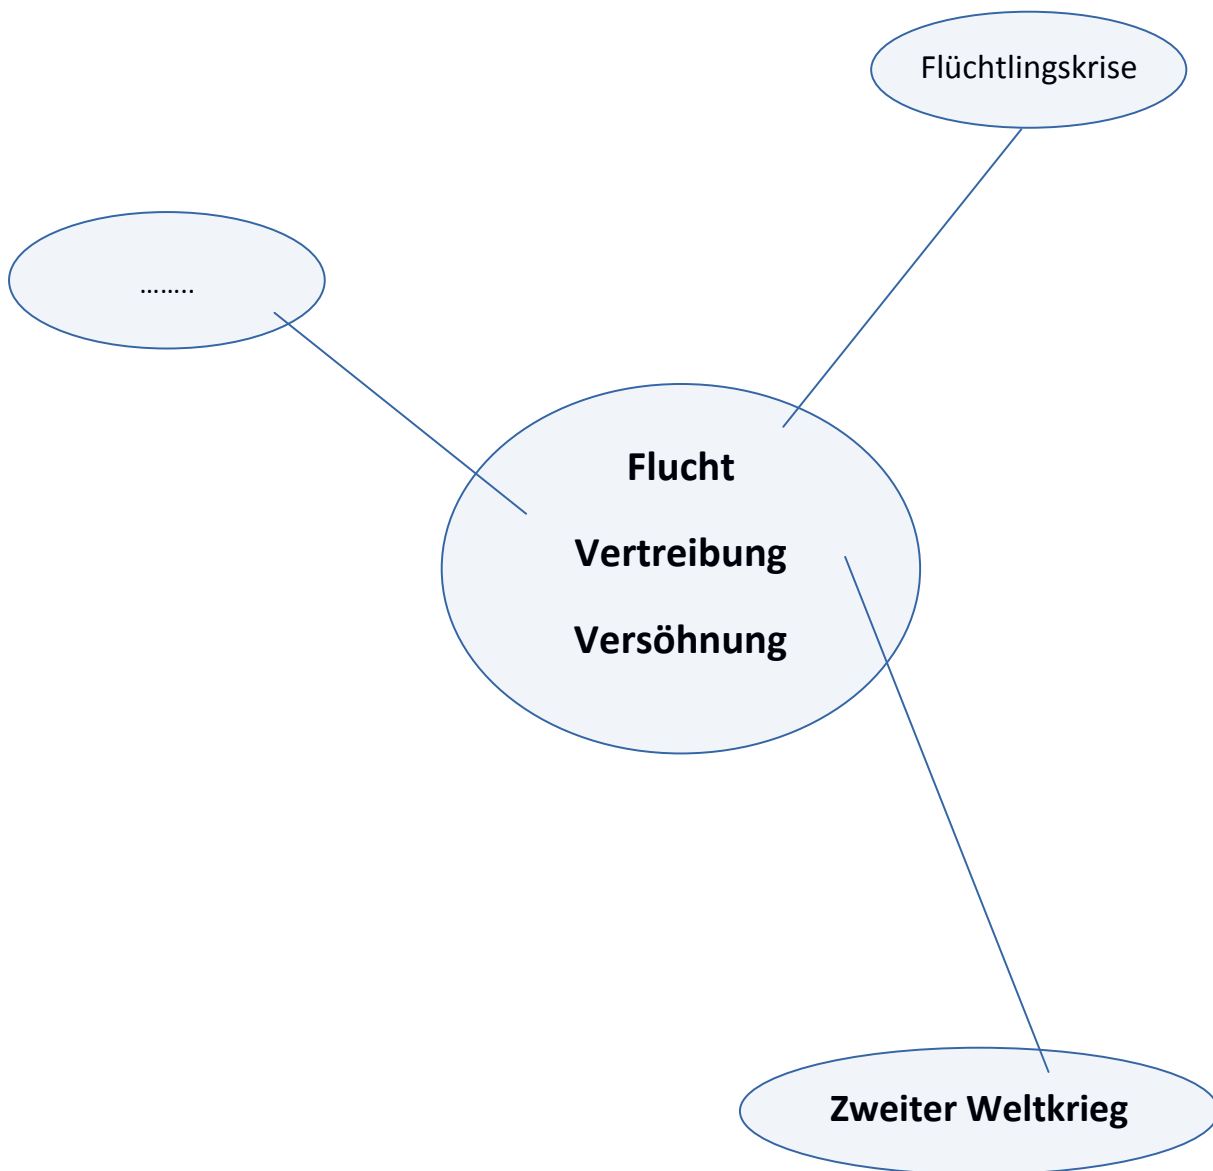 Flüchtlingskrise
……..
Flucht
Vertreibung
Versöhnung
Zweiter Weltkrieg